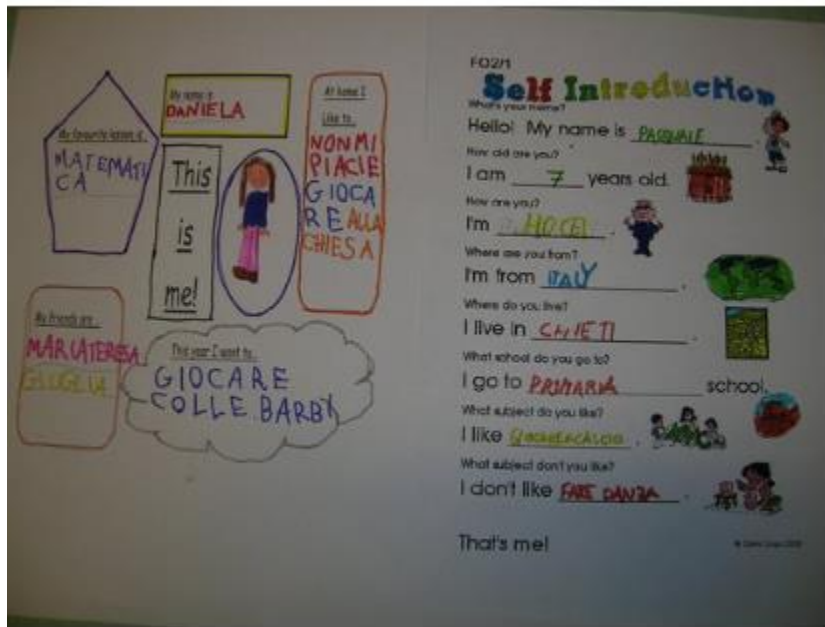 My favourite lesson is
MATEMATI
CA
My name is
DANIELA
This
is
me!
At home I
like to...
NON MI
PIACIE
GIOCA
RE ALLA
CHIESA
My friends are...
MARIATERESA
GIUGLIA
This year I want to...
GIOCARE
COLLE BARBY
FO2/1
Self Introduction
What's your name?
Hello! My name is PASQUALE.
How old are you?
I am 7 years old.
How are you?
I'm
Where are you from?
I'm from ITALY.
Where do you live?
I live in CHIETI.
What school do you go to?
I go to PRIMARIA school.
What subject do you like?
I like
What subject don't you like?
I don't like FARE DANZA.
That's me!